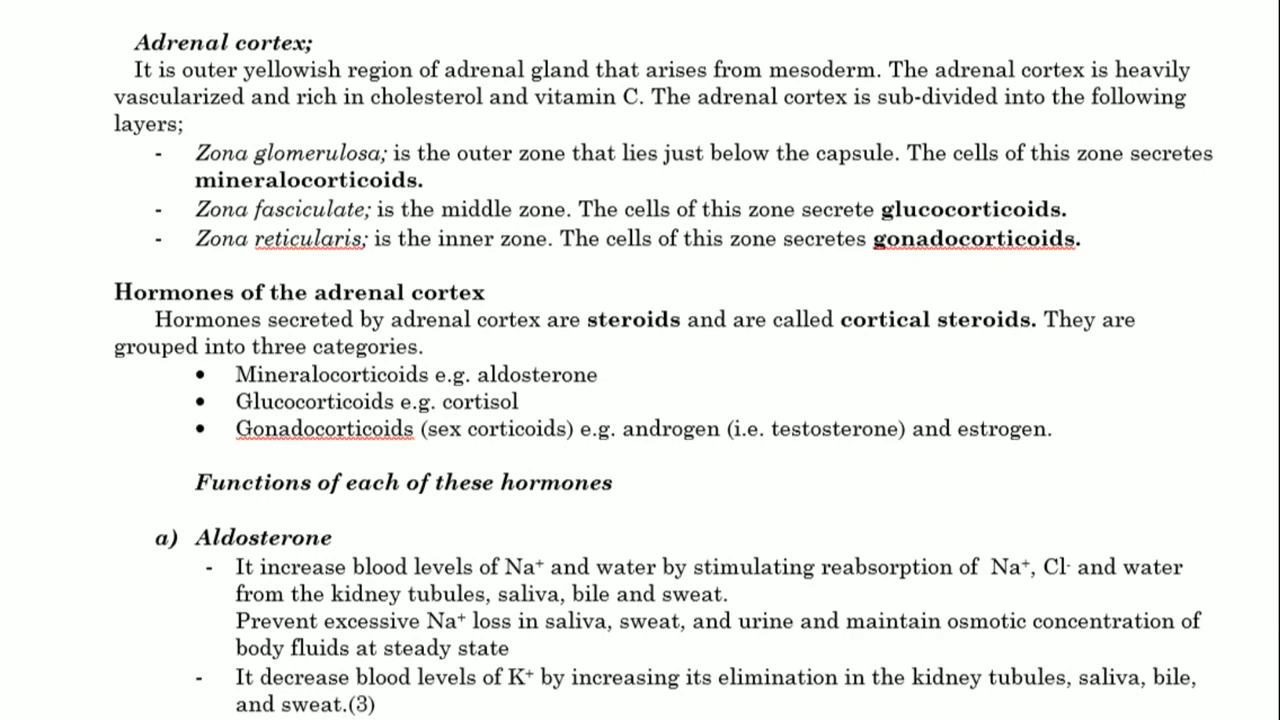 Adrenal cortex;
It is outer yellowish region of adrenal gland that arises from mesoderm. The adrenal cortex is heavily
vascularized and rich in cholesterol and vitamin C. The adrenal cortex is sub-divided into the following
layers;
- Zona glomerulosa; is the outer zone that lies just below the capsule. The cells of this zone secretes
mineralocorticoids.
- Zona fasciculate; is the middle zone. The cells of this zone secrete glucocorticoids.
- Zona reticularis; is the inner zone. The cells of this zone secretes gonadocorticoids.
Hormones of the adrenal cortex
Hormones secreted by adrenal cortex are steroids and are called cortical steroids. They are
grouped into three categories.
• Mineralocorticoids e.g. aldosterone
• Glucocorticoids e.g. cortisol
• Gonadocorticoids (sex corticoids) e.g. androgen (i.e. testosterone) and estrogen.
Functions of each of these hormones
a) Aldosterone
- It increase blood levels of Na⁺ and water by stimulating reabsorption of Na⁺, Cl⁻ and water
from the kidney tubules, saliva, bile and sweat.
Prevent excessive Na⁺ loss in saliva, sweat, and urine and maintain osmotic concentration of
body fluids at steady state
- It decrease blood levels of K⁺ by increasing its elimination in the kidney tubules, saliva, bile,
and sweat.(3)